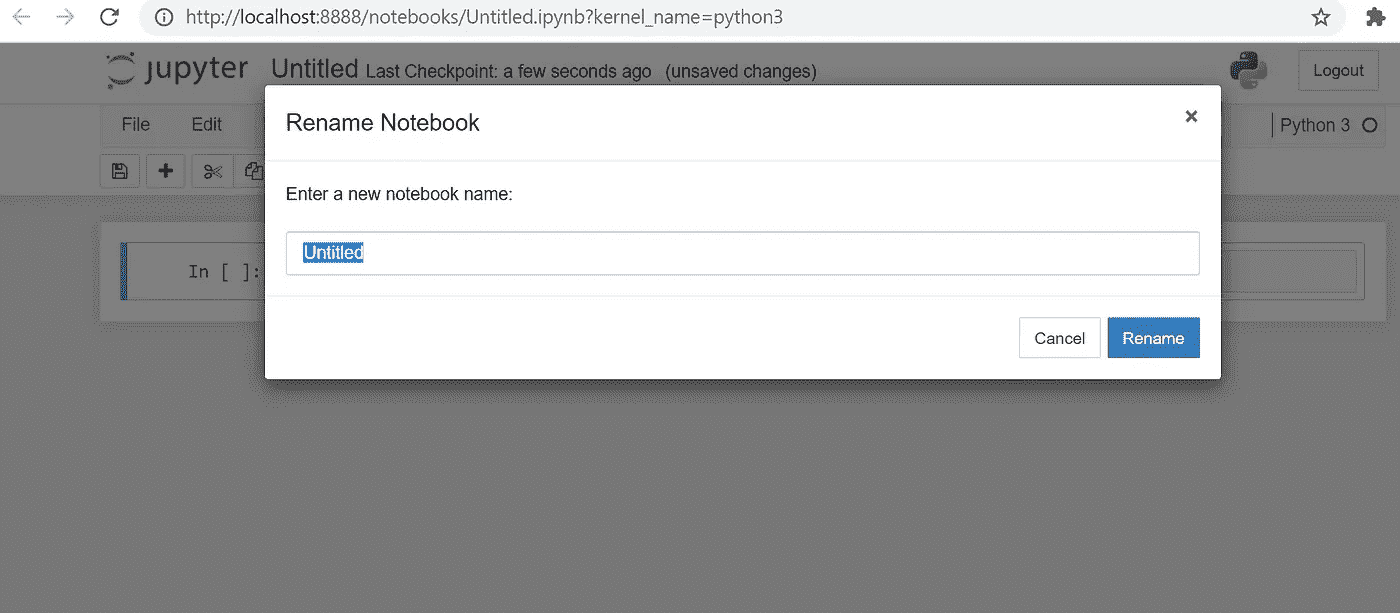 http://localhost:8888/notebooks/Untitled.ipynb?kernel_name=python3
jupyter Untitled Last Checkpoint: a few seconds ago (unsaved changes) Logout
File Edit Python 3
Rename Notebook ×
Enter a new notebook name:
Untitled
In [ ]:
Cancel Rename